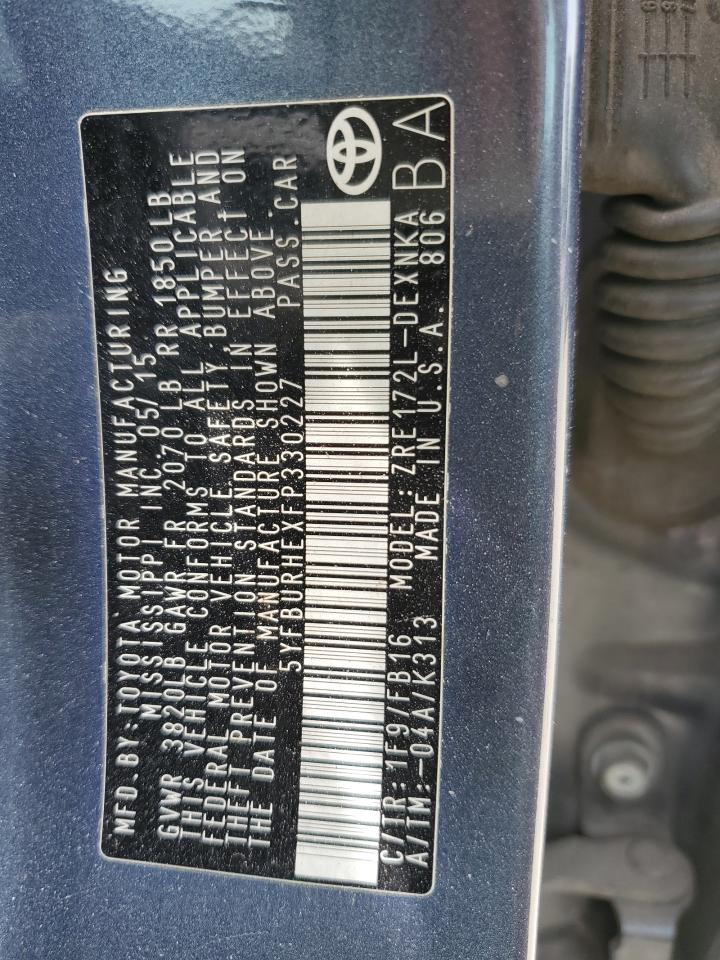 MFD.BY:TOYOTA MOTOR MANUFACTURING
MISSISSIPPI INC.05/15
GVWR 3820LB GAWR FR 2070 LB RR 1850LB
THIS VEHICLE CONFORMS TO ALL APPLICABLE
FEDERAL MOTOR VEHICLE SAFETY BUMPER AND
THEFT PREVENTION STANDARDS IN EFFECT ON
THE DATE OF MANUFACTURE SHOWN ABOVE.
5YFBURHEXFP330227 PASS.CAR
C/TR:1F9/FB16 MODEL:ZRE172L-DEXNKA
A/TM:-04A/K313 MADE IN U.S.A. 806
BA